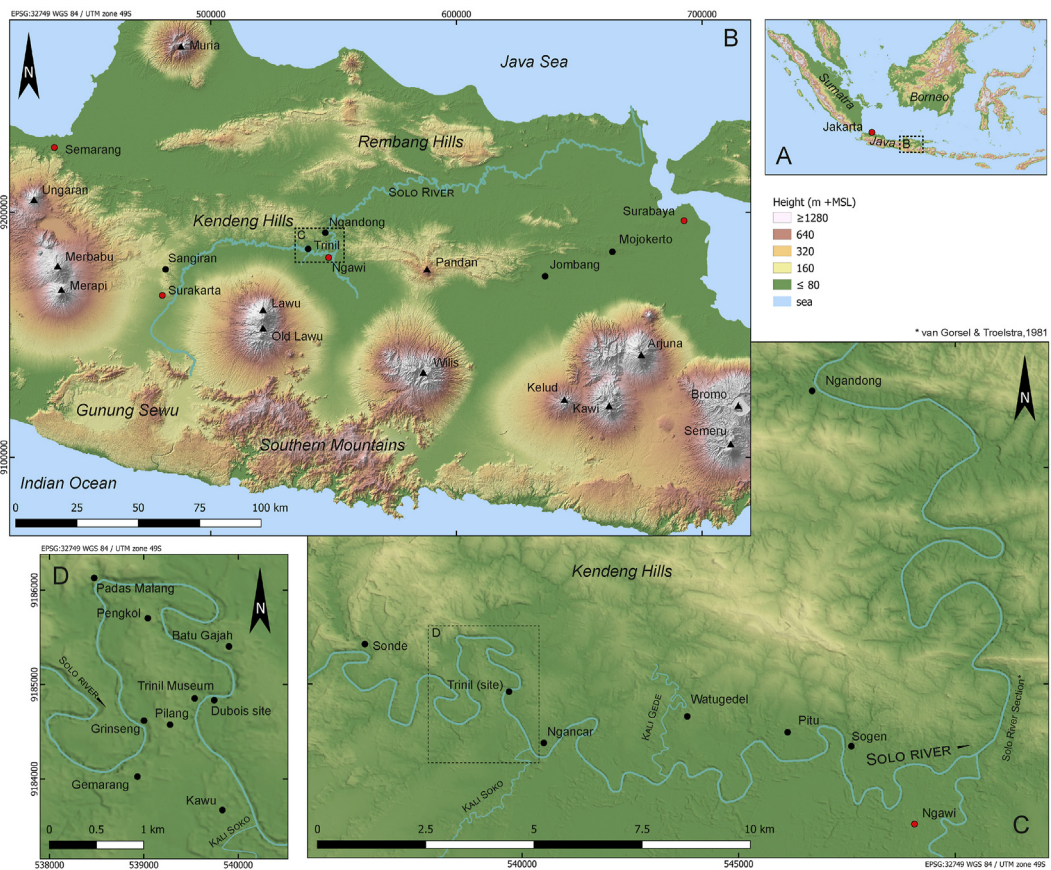 EPSG:32749 WGS 84 / UTM zone 49S
500000
600000
700000
B
N
Muria
Java Sea
Rembang Hills
Semarang
Ungaran
SOLO RIVER
9200000
Kendeng Hills
Ngandong
Surabaya
C
Trinil
Mojokerto
Merbabu
Sangiran
Ngawi
Pandan
Jombang
Merapi
Surakarta
Lawu
Old Lawu
Arjuna
Wilis
Kelud
Kawi
Bromo
Gunung Sewu
Semeru
Southern Mountains
9100000
Indian Ocean
0
25
50
75
100 km
Sumatra
Borneo
Jakarta
Java
B
A
Height (m +MSL)
≥1280
640
320
160
≤ 80
sea
* van Gorsel & Troelstra,1981
EPSG:32749 WGS 84 / UTM zone 49S
D
N
9186000
Padas Malang
Pengkol
Batu Gajah
SOLO RIVER
9185000
Trinil Museum
Dubois site
Pilang
Grinseng
9184000
Gemarang
Kawu
KALI SOKO
0
0.5
1 km
538000
539000
540000
Ngandong
N
Kendeng Hills
D
Sonde
Trinil (site)
Watugedel
KALI GEDE
Solo River Section*
Ngancar
Pitu
Sogen
SOLO RIVER
KALI SOKO
Ngawi
C
0
2.5
5
7.5
10 km
540000
545000
EPSG:32749 WGS 84 / UTM zone 49S